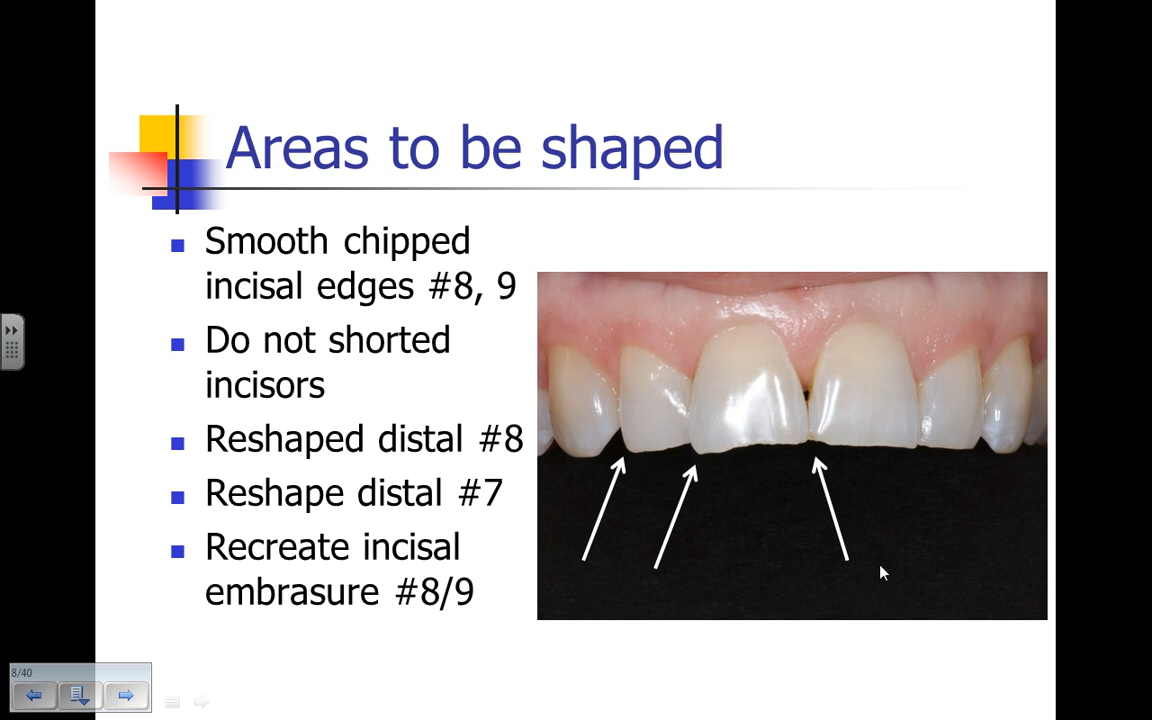 Areas to be shaped
Smooth chipped
incisal edges #8, 9
Do not shorted
incisors
Reshaped distal #8
Reshape distal #7
Recreate incisal
embrasure #8/9
8/40